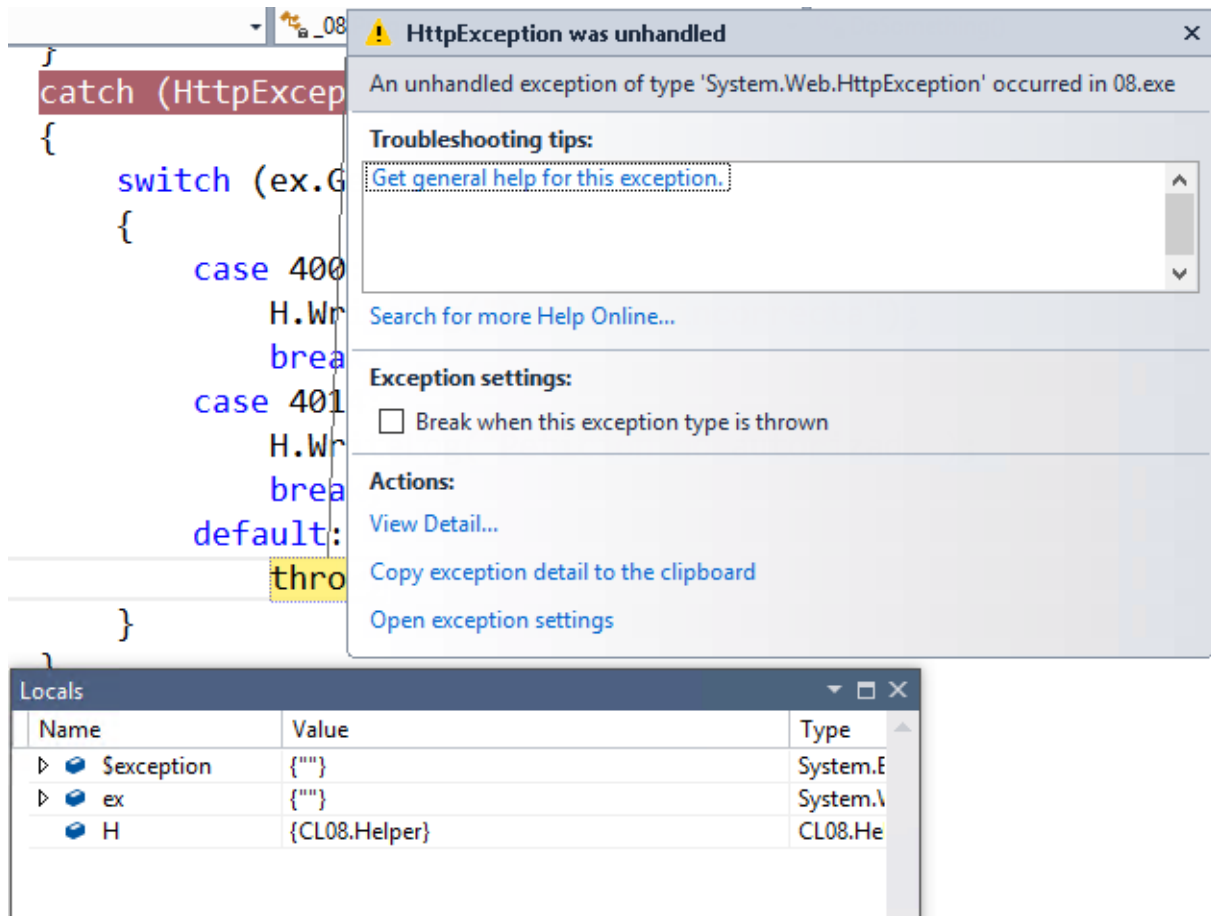 _08
HttpException was unhandled
An unhandled exception of type 'System.Web.HttpException' occurred in 08.exe
Troubleshooting tips:
Get general help for this exception.
Search for more Help Online...
Exception settings:
Break when this exception type is thrown
Actions:
View Detail...
Copy exception detail to the clipboard
Open exception settings
}
catch (HttpExcep
{
switch (ex.G
{
case 400
H.Wr
brea
case 401
H.Wr
brea
default:
thro
}
}
Locals
Name Value Type
$exception {""} System.E
ex {""} System.W
H {CL08.Helper} CL08.He